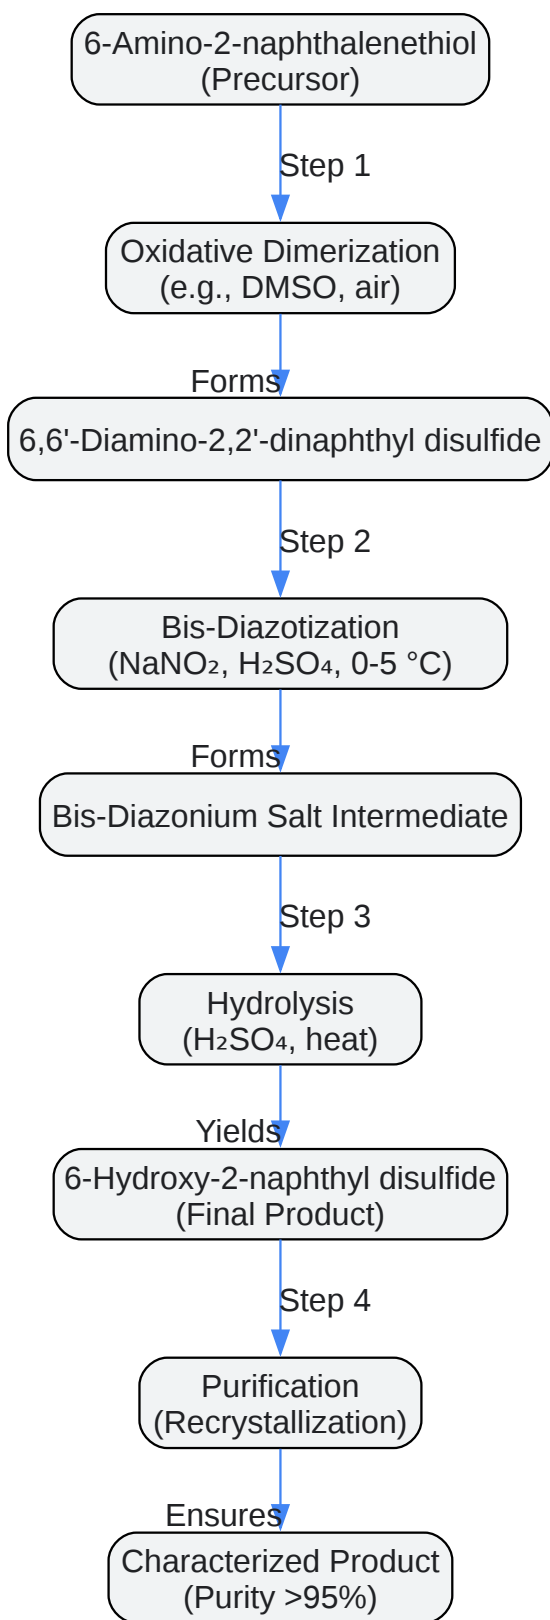 6-Amino-2-naphthalenethiol
(Precursor)
Step 1
Oxidative Dimerization
(e.g., DMSO, air)
Forms
6,6'-Diamino-2,2'-dinaphthyl disulfide
Step 2
Bis-Diazotization
(NaNO₂, H₂SO₄, 0-5 °C)
Forms
Bis-Diazonium Salt Intermediate
Step 3
Hydrolysis
(H₂SO₄, heat)
Yields
6-Hydroxy-2-naphthyl disulfide
(Final Product)
Step 4
Purification
(Recrystallization)
Ensures
Characterized Product
(Purity >95%)